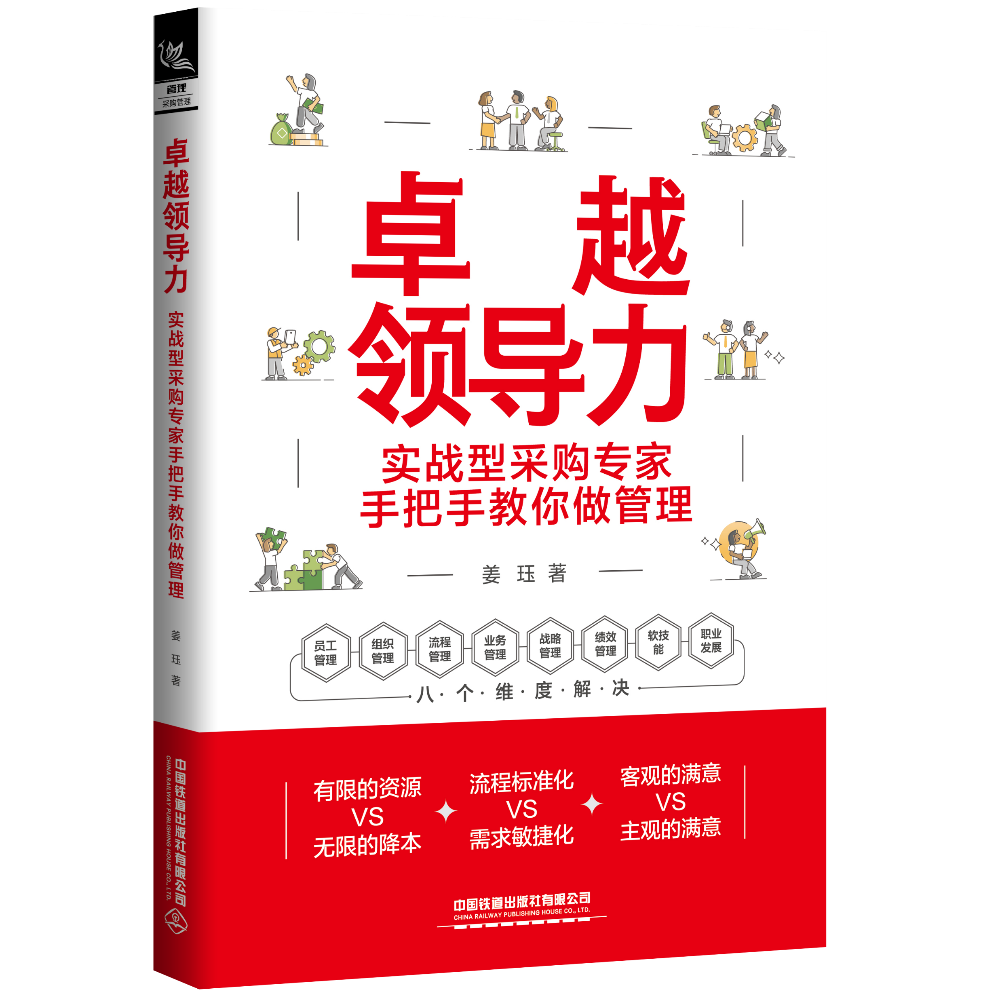 管理
采购管理
卓越领导力
实战型采购专家手把手教你做管理
姜 珏 著
中国铁道出版社有限公司
CHINA RAILWAY PUBLISHING HOUSE CO., LTD.
卓 越
领导力
实战型采购专家
手把手教你做管理
姜 珏 著
员工
管理
组织
管理
流程
管理
业务
管理
战略
管理
绩效
管理
软技
能
职业
发展
八·个·维·度·解·决
有限的资源
VS
无限的降本
流程标准化
VS
需求敏捷化
客观的满意
VS
主观的满意
中国铁道出版社有限公司
CHINA RAILWAY PUBLISHING HOUSE CO., LTD.